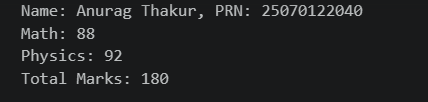 Name: Anurag Thakur, PRN: 25070122040
Math: 88
Physics: 92
Total Marks: 180